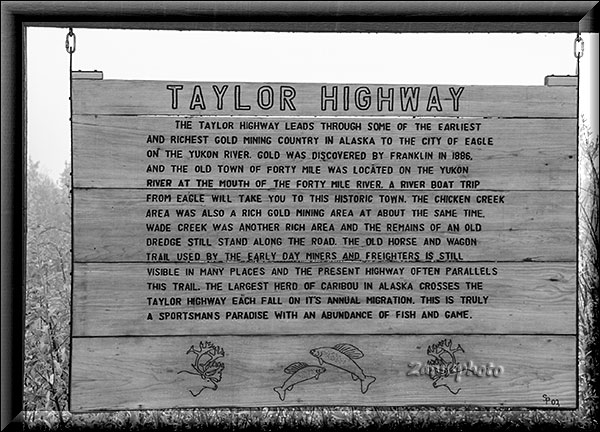 TAYLOR HIGHWAY
THE TAYLOR HIGHWAY LEADS THROUGH SOME OF THE EARLIEST
AND RICHEST GOLD MINING COUNTRY IN ALASKA TO THE CITY OF EAGLE
ON THE YUKON RIVER. GOLD WAS DISCOVERED BY FRANKLIN IN 1886,
AND THE OLD TOWN OF FORTY MILE WAS LOCATED ON THE YUKON
RIVER AT THE MOUTH OF THE FORTY MILE RIVER. A RIVER BOAT TRIP
FROM EAGLE WILL TAKE YOU TO THIS HISTORIC TOWN. THE CHICKEN CREEK
AREA WAS ALSO A RICH GOLD MINING AREA AT ABOUT THE SAME TIME.
WADE CREEK WAS ANOTHER RICH AREA AND THE REMAINS OF AN OLD
DREDGE STILL STAND ALONG THE ROAD. THE OLD HORSE AND WAGON
TRAIL USED BY THE EARLY DAY MINERS AND FREIGHTERS IS STILL
VISIBLE IN MANY PLACES AND THE PRESENT HIGHWAY OFTEN PARALLELS
THIS TRAIL. THE LARGEST HERD OF CARIBOU IN ALASKA CROSSES THE
TAYLOR HIGHWAY EACH FALL ON IT'S ANNUAL MIGRATION. THIS IS TRULY
A SPORTSMANS PARADISE WITH AN ABUNDANCE OF FISH AND GAME.
SP 02